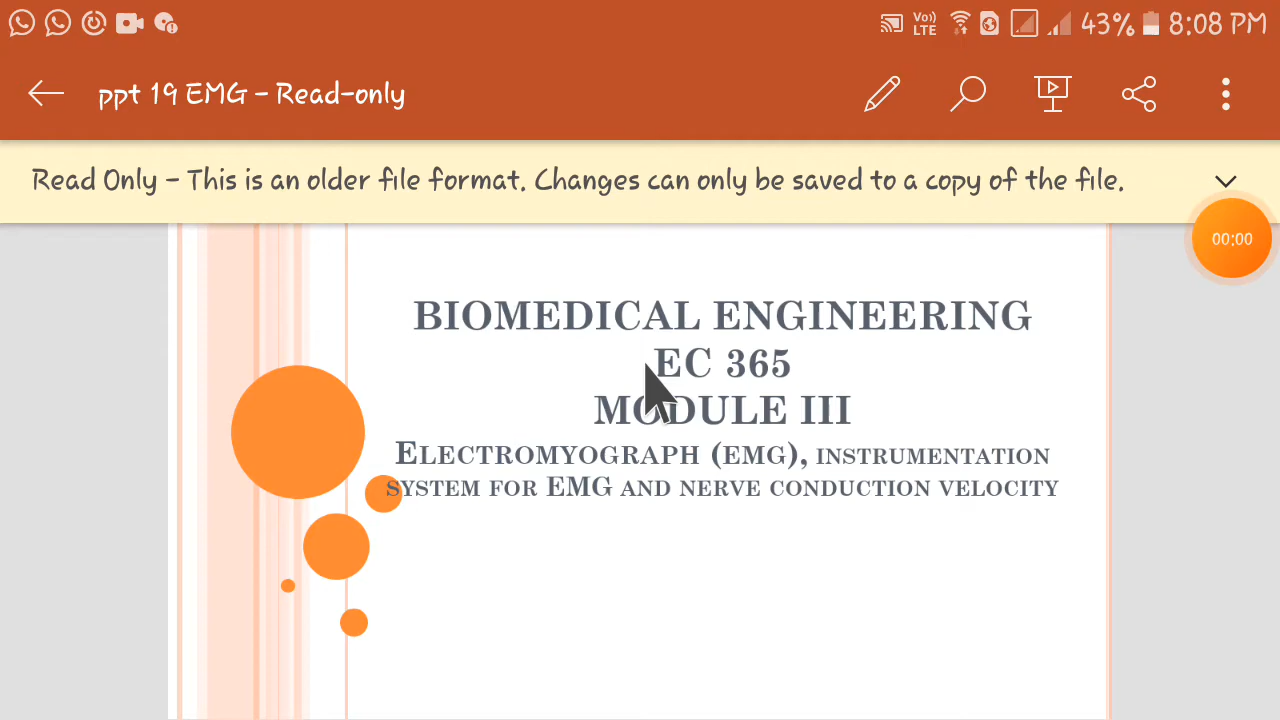 Vo))
LTE
43%
8:08 PM
ppt 19 EMG – Read-only
Read Only – This is an older file format. Changes can only be saved to a copy of the file.
00:00
BIOMEDICAL ENGINEERING
EC 365
MODULE III
ELECTROMYOGRAPH (EMG), INSTRUMENTATION
SYSTEM FOR EMG AND NERVE CONDUCTION VELOCITY